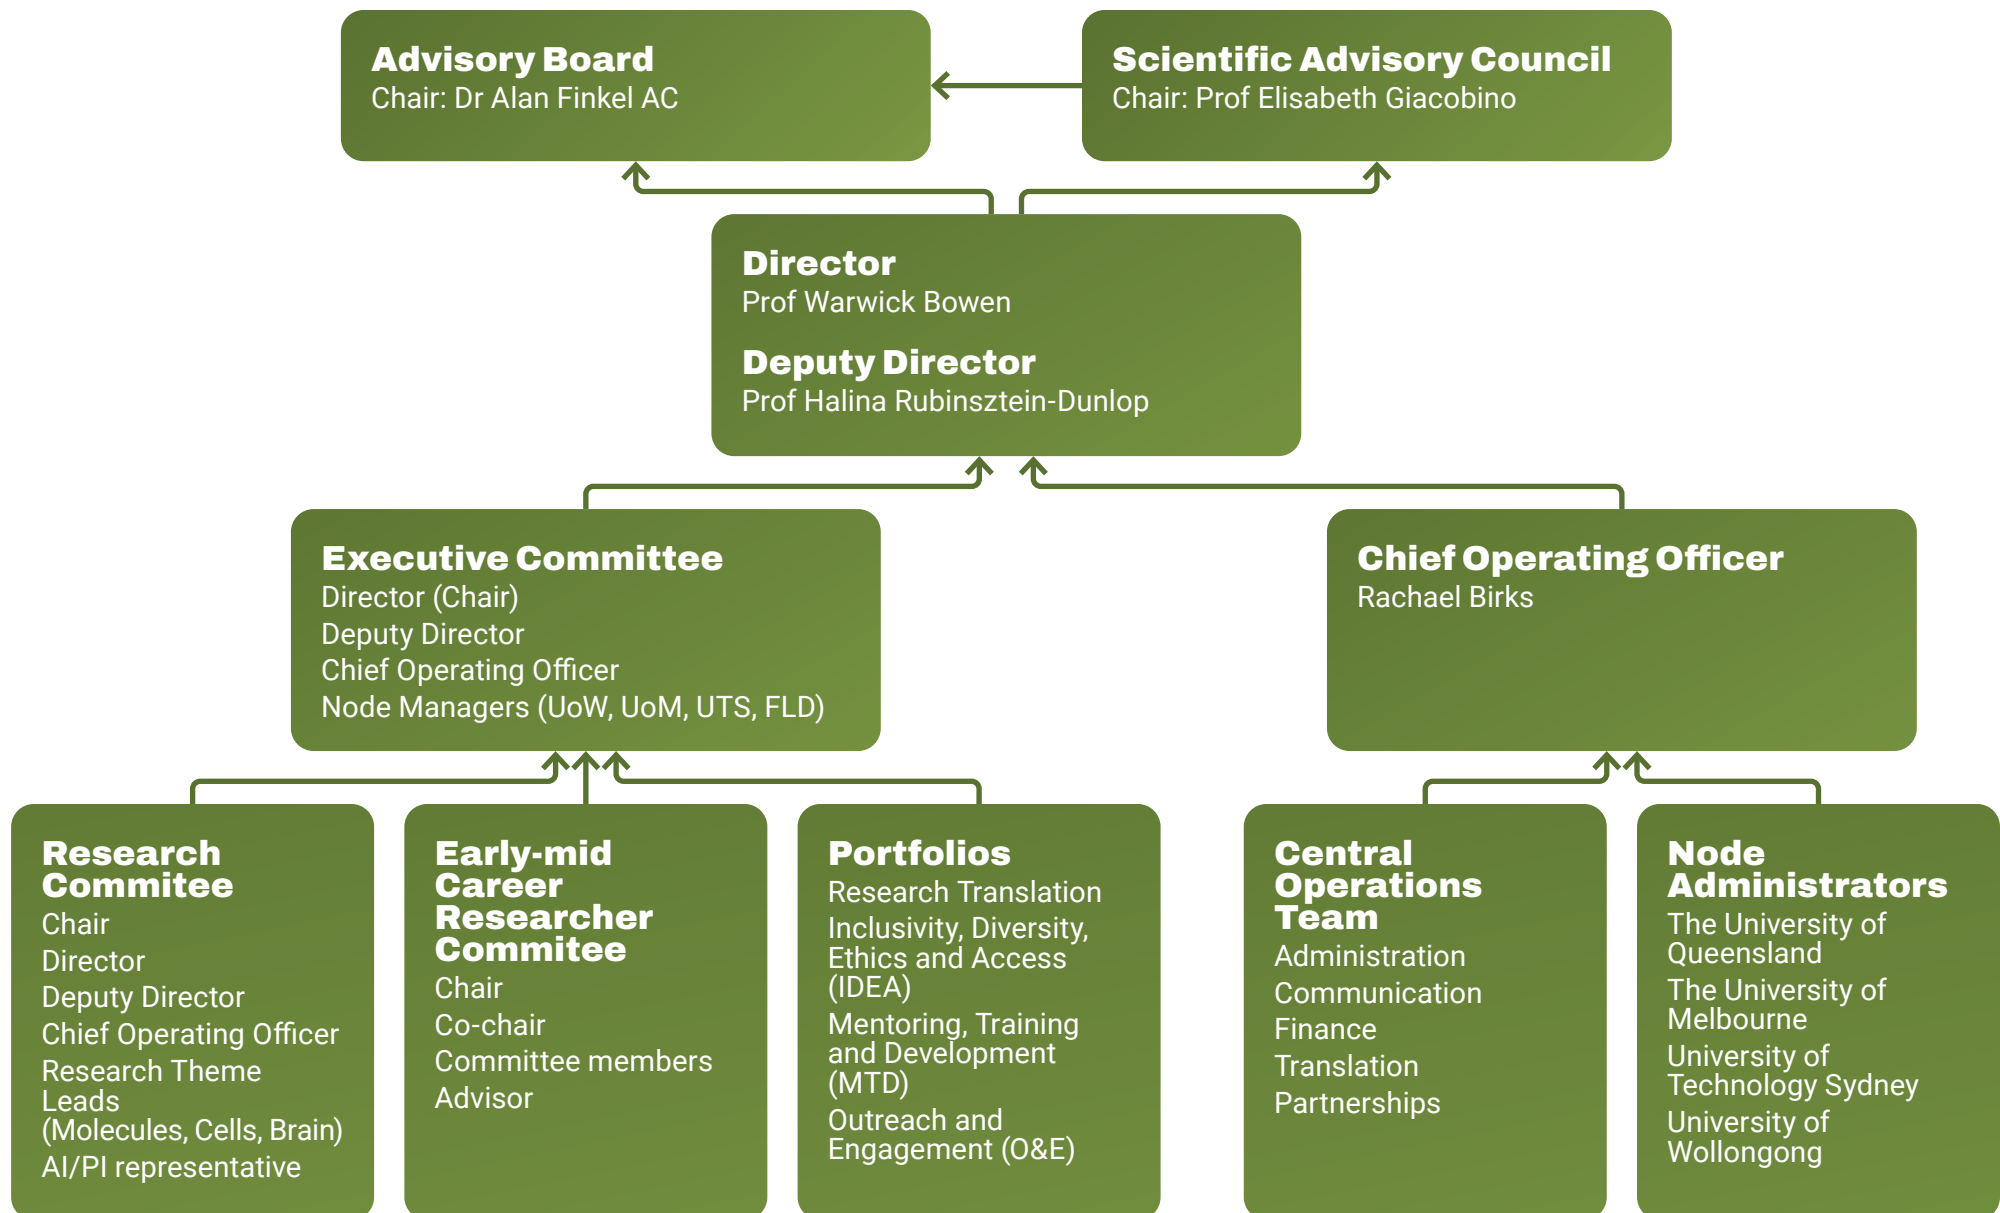 Advisory Board
Chair: Dr Alan Finkel AC
Scientific Advisory Council
Chair: Prof Elisabeth Giacobino
Director
Prof Warwick Bowen
Deputy Director
Prof Halina Rubinsztein-Dunlop
Executive Committee
Director (Chair)
Deputy Director
Chief Operating Officer
Node Managers (UoW, UoM, UTS, FLD)
Chief Operating Officer
Rachael Birks
Research
Commitee
Chair
Director
Deputy Director
Chief Operating Officer
Research Theme
Leads
(Molecules, Cells, Brain)
AI/PI representative
Early-mid
Career
Researcher
Commitee
Chair
Co-chair
Committee members
Advisor
Portfolios
Research Translation
Inclusivity, Diversity,
Ethics and Access
(IDEA)
Mentoring, Training
and Development
(MTD)
Outreach and
Engagement (O&E)
Central
Operations
Team
Administration
Communication
Finance
Translation
Partnerships
Node
Administrators
The University of
Queensland
The University of
Melbourne
University of
Technology Sydney
University of
Wollongong